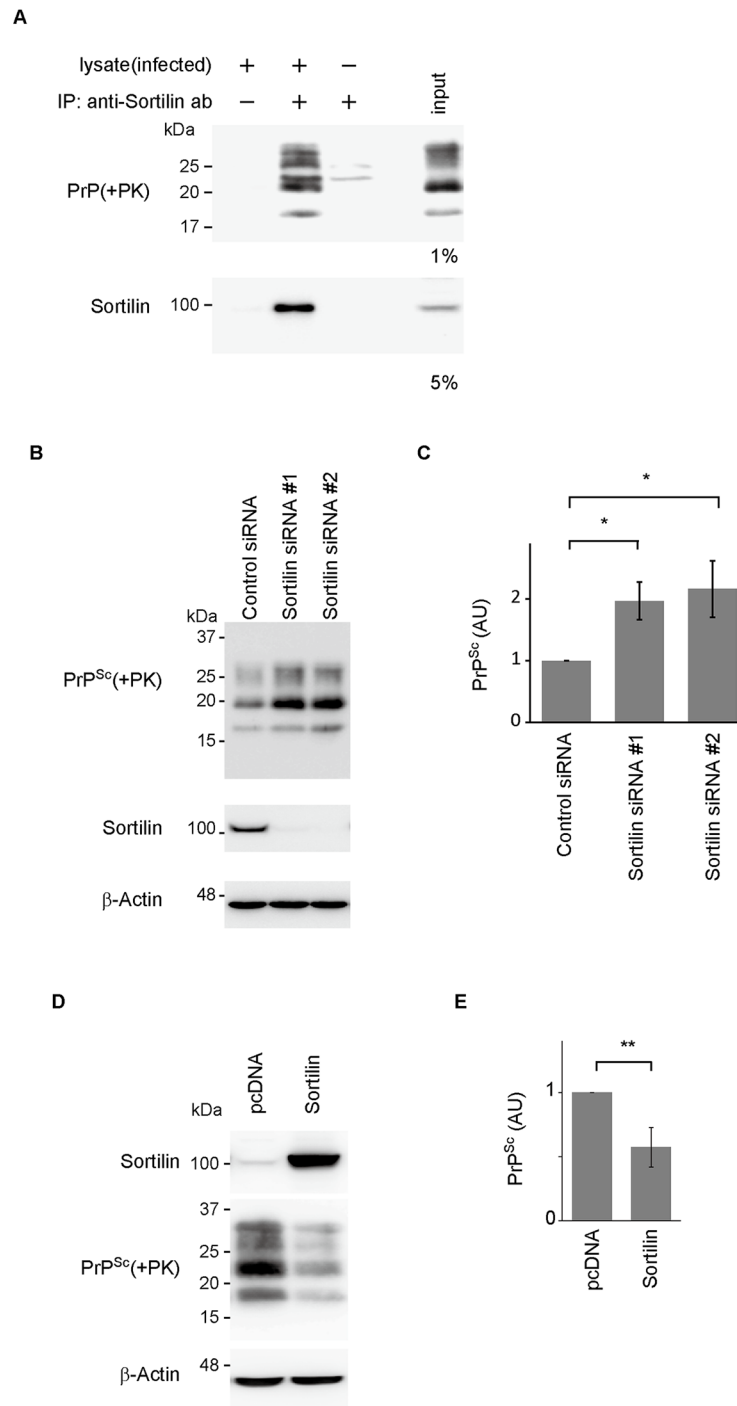 A
lysate(infected) + + −
IP: anti-Sortilin ab − + + input
kDa
25
PrP(+PK) 20
17
1%
Sortilin 100
5%
B
Control siRNA
Sortilin siRNA #1
Sortilin siRNA #2
kDa
37
PrPSc(+PK) 25
20
15
Sortilin 100
β-Actin 48
C
*
*
PrPSc (AU)
2
1
0
Control siRNA
Sortilin siRNA #1
Sortilin siRNA #2
D
pcDNA
Sortilin
kDa
Sortilin 100
37
25
PrPSc(+PK)
20
15
48
β-Actin
E
**
PrPSc (AU)
1
0
pcDNA
Sortilin